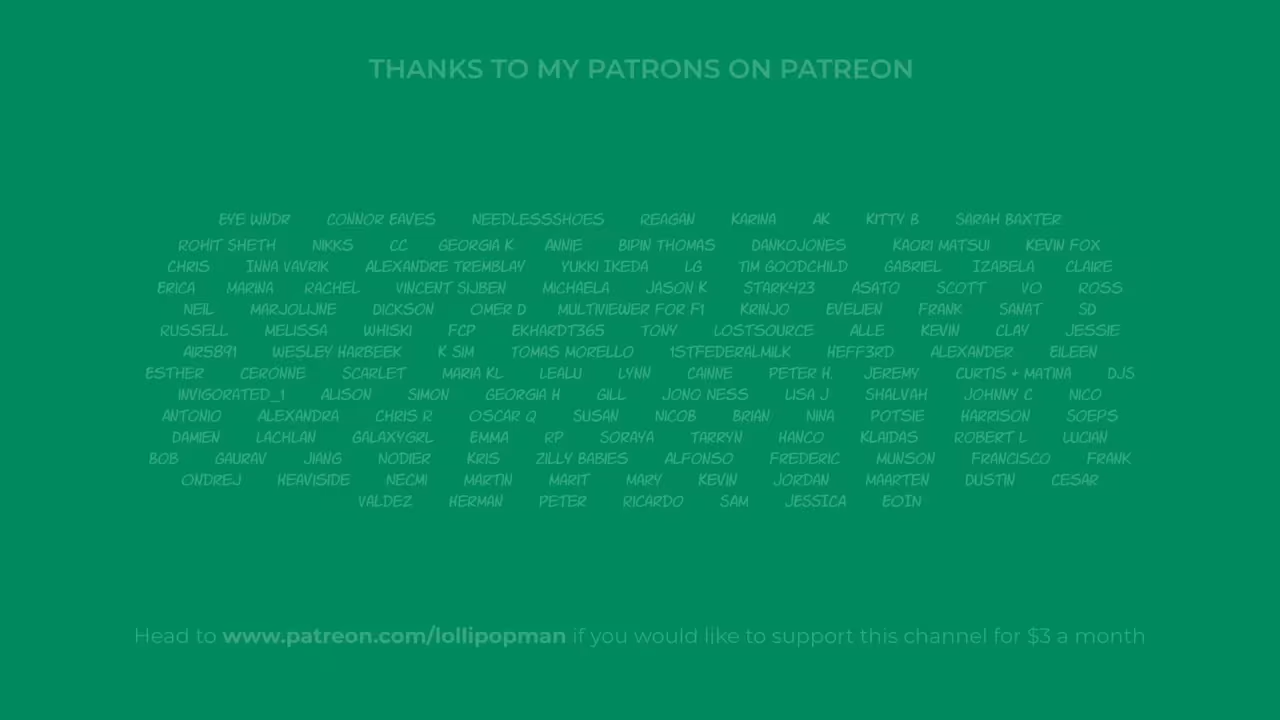 THANKS TO MY PATRONS ON PATREON
EYE WNDR CONNOR EAVES NEEDLESSSHOES REAGAN KARINA AK KITTY B SARAH BAXTER
ROHIT SHETH NIKKS CC GEORGIA K ANNIE BIPIN THOMAS DANKOJONES KAORI MATSUI KEVIN FOX
CHRIS INNA VAVRIK ALEXANDRE TREMBLAY YUKKI IKEDA LG TIM GOODCHILD GABRIEL IZABELA CLAIRE
ERICA MARINA RACHEL VINCENT SIJBEN MICHAELA JASON K STARK423 ASATO SCOTT VO ROSS
NEIL MARJOLIJNE DICKSON OMER D MULTIVIEWER FOR F1 KRINJO EVELIEN FRANK SANAT SD
RUSSELL MELISSA WHISKI FCP EKHARDT365 TONY LOSTSOURCE ALLE KEVIN CLAY JESSIE
AIR5891 WESLEY HARBEEK K SIM TOMAS MORELLO 1STFEDERALMILK HEFF3RD ALEXANDER EILEEN
ESTHER CERONNE SCARLET MARIA KL LEALU LYNN CAINNE PETER H. JEREMY CURTIS + MATINA DJS
INVIGORATED_1 ALISON SIMON GEORGIA H GILL JONO NESS LISA J SHALVAH JOHNNY C NICO
ANTONIO ALEXANDRA CHRIS R OSCAR Q SUSAN NICOB BRIAN NINA POTSIE HARRISON SOEPS
DAMIEN LACHLAN GALAXYGRL EMMA RP SORAYA TARRYN HANCO KLAIDAS ROBERT L LUCIAN
BOB GAURAV JIANG NODIER KRIS ZILLY BABIES ALFONSO FREDERIC MUNSON FRANCISCO FRANK
ONDREJ HEAVISIDE NECMI MARTIN MARIT MARY KEVIN JORDAN MAARTEN DUSTIN CESAR
VALDEZ HERMAN PETER RICARDO SAM JESSICA EOIN
Head to www.patreon.com/lollipopman if you would like to support this channel for $3 a month